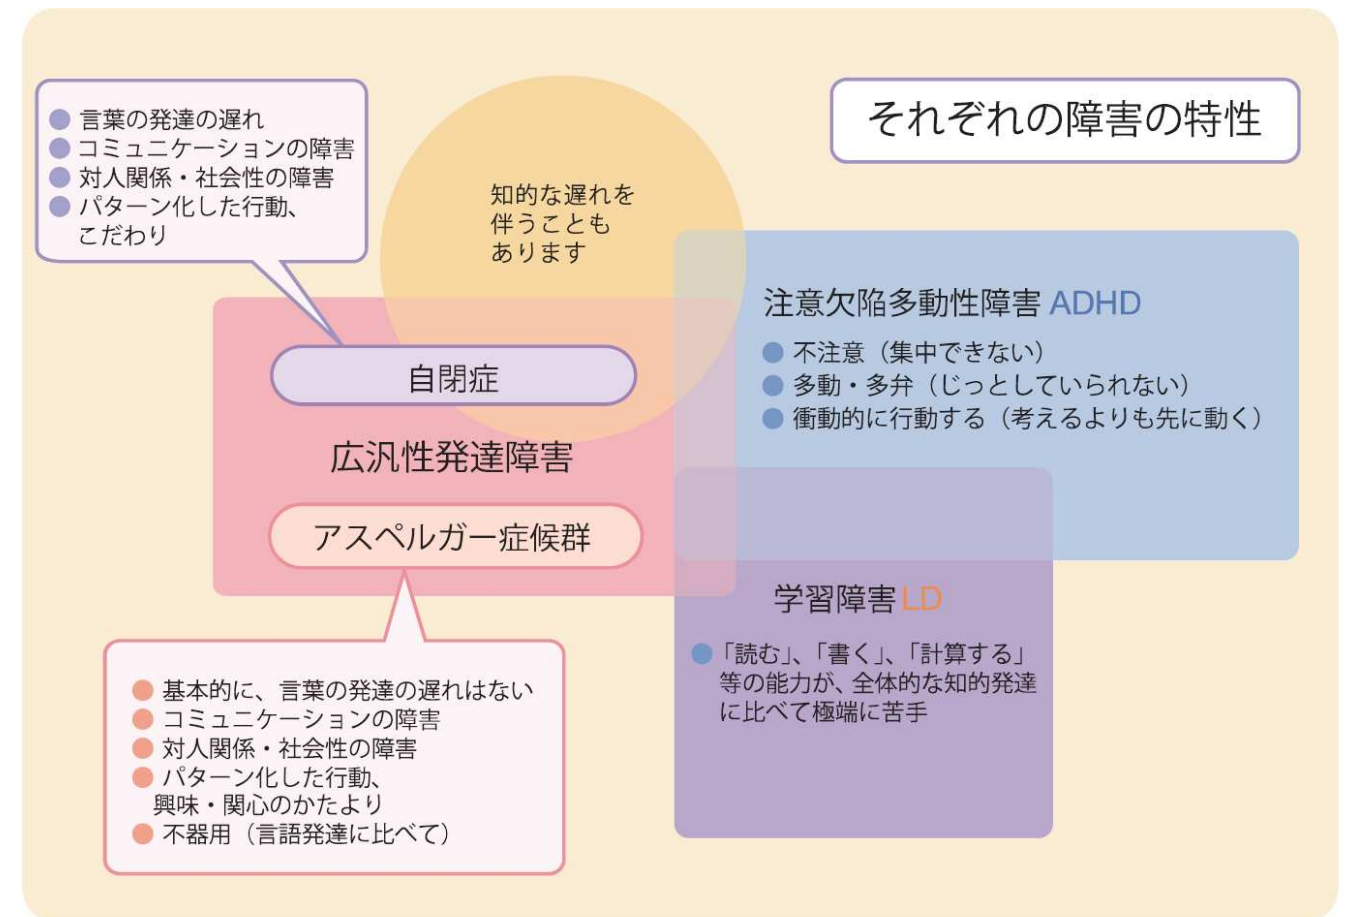 それぞれの障害の特性
● 言葉の発達の遅れ
● コミュニケーションの障害
● 対人関係・社会性の障害
● パターン化した行動、
こだわり
知的な遅れを
伴うことも
あります
自閉症
広汎性発達障害
アスペルガー症候群
● 基本的に、言葉の発達の遅れはない
● コミュニケーションの障害
● 対人関係・社会性の障害
● パターン化した行動、
興味・関心のかたより
● 不器用（言語発達に比べて）
注意欠陥多動性障害 ADHD
● 不注意（集中できない）
● 多動・多弁（じっとしていられない）
● 衝動的に行動する（考えるよりも先に動く）
学習障害 LD
● 「読む」、「書く」、「計算する」
等の能力が、全体的な知的発達
に比べて極端に苦手